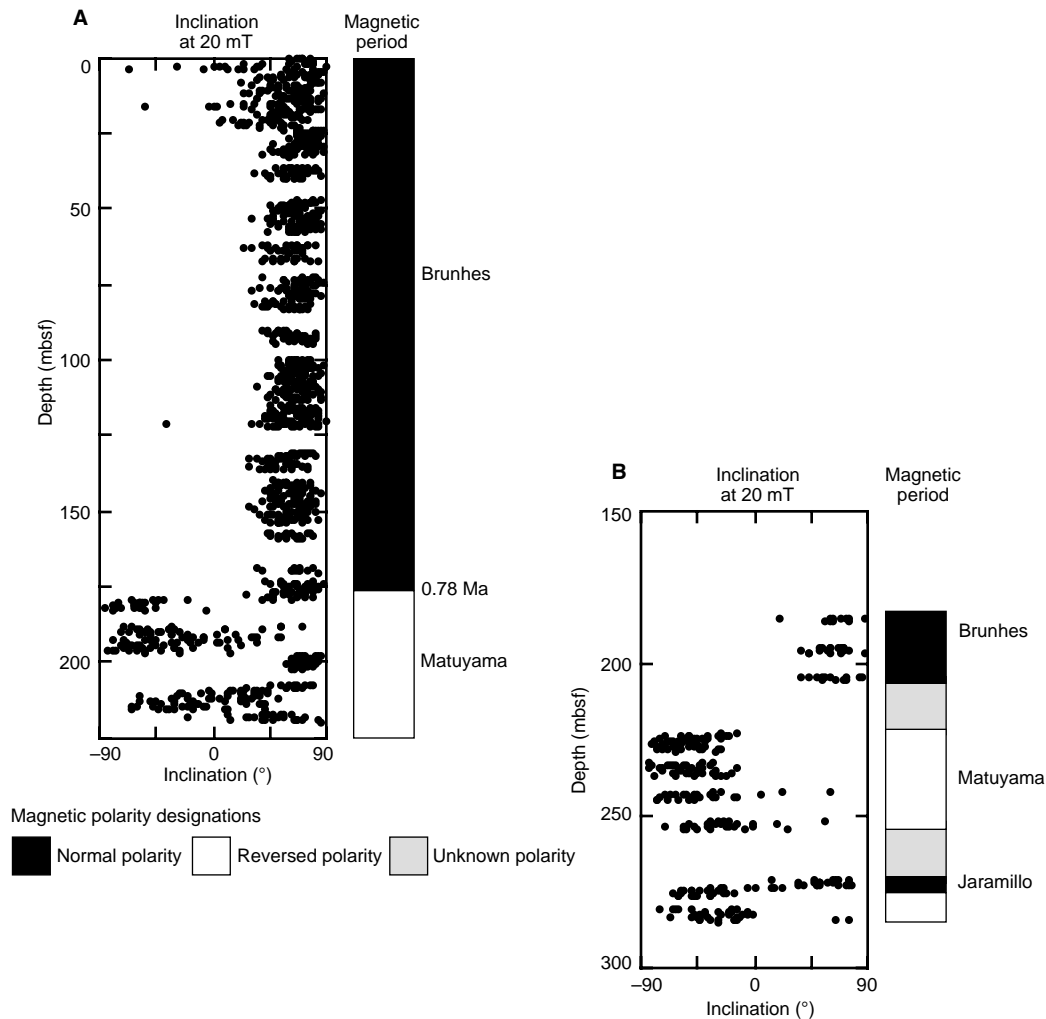 A
Inclination
at 20 mT
Magnetic
period
0
50
100
150
200
Depth (mbsf)
Brunhes
0.78 Ma
Matuyama
–90
0
90
Inclination (°)
B
Inclination
at 20 mT
Magnetic
period
150
200
250
300
Depth (mbsf)
Brunhes
Matuyama
Jaramillo
–90
0
90
Inclination (°)
Magnetic polarity designations
Normal polarity
Reversed polarity
Unknown polarity